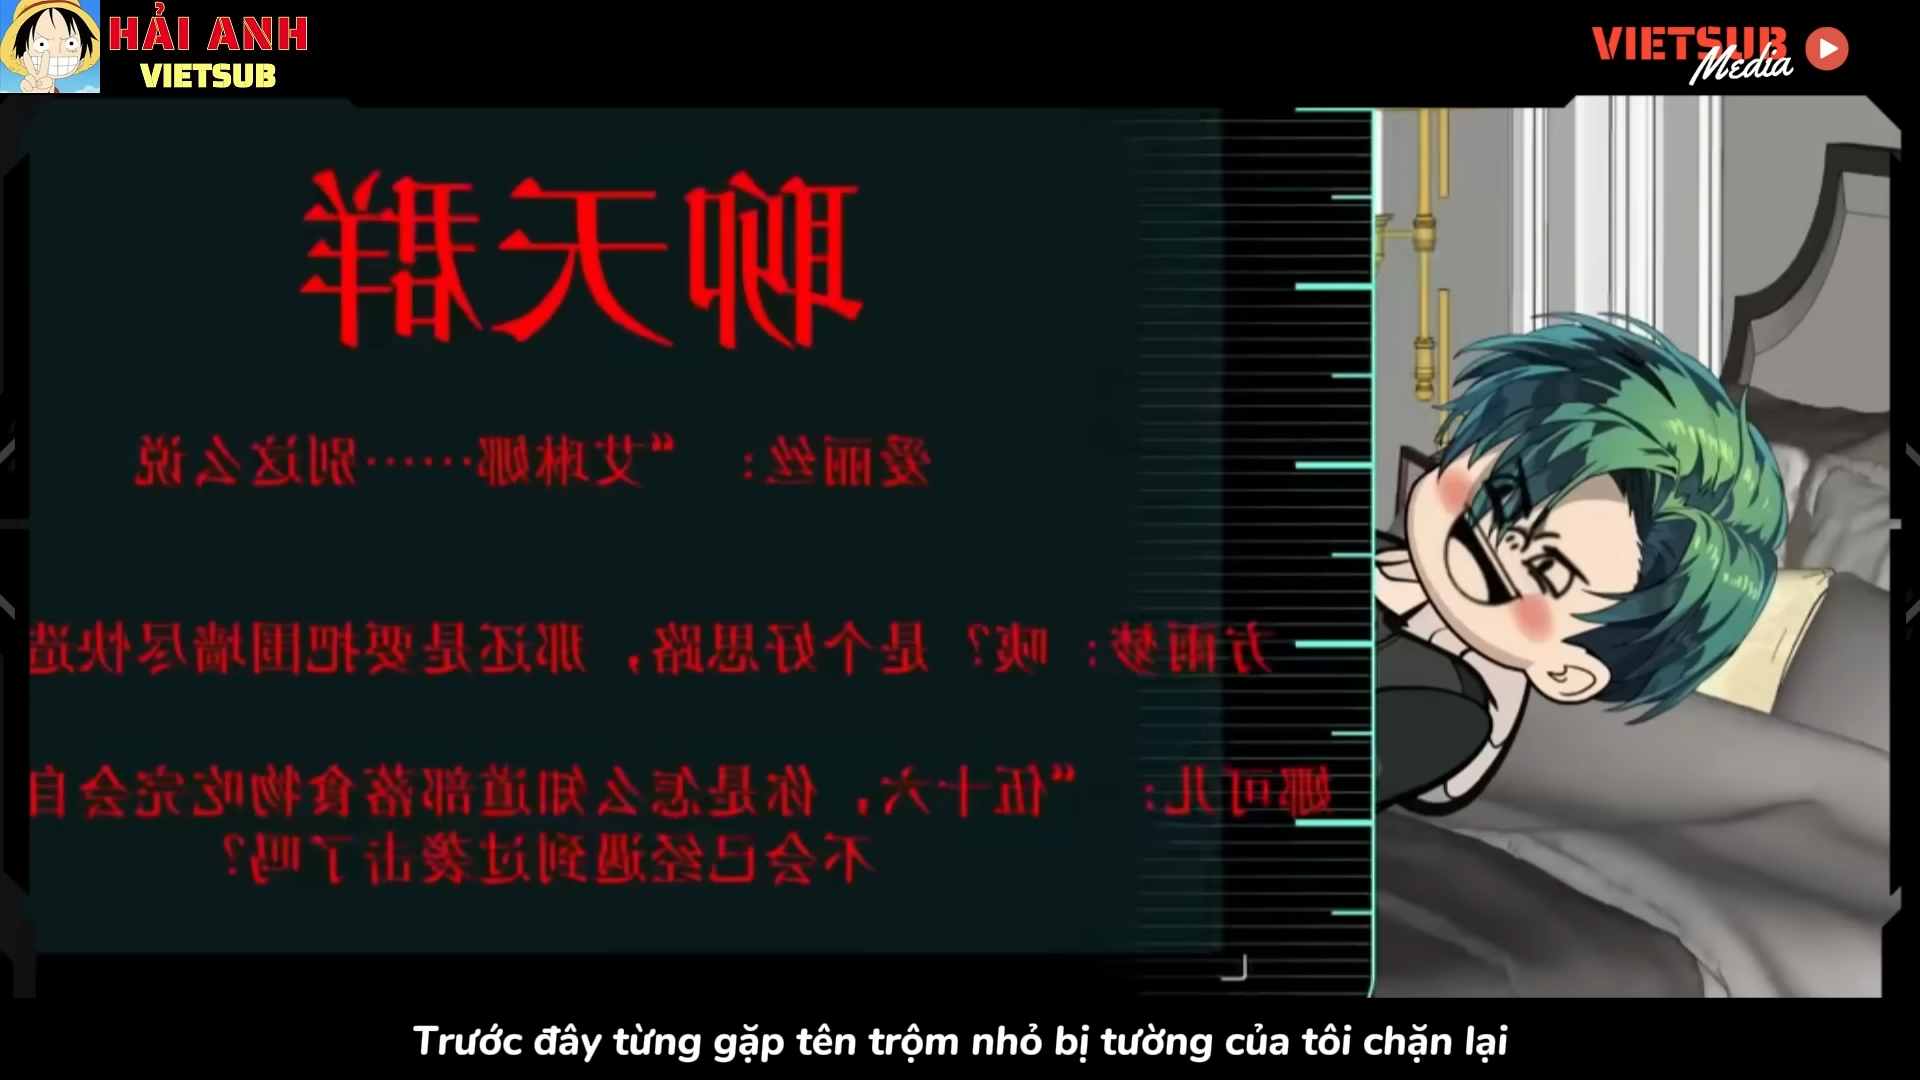 HẢI ANH
VIETSUB
VIETSUB
Media
聊天群
爱丽丝： “艾琳娜······别这么说
方雨梦： 咦？是个好思路，那还是要把围墙尽快造
娜可儿： “伍十六，你是怎么知道部落食物吃完会自
不会已经遇到过袭击了吗？
Trước đây từng gặp tên trộm nhỏ bị tường của tôi chặn lại